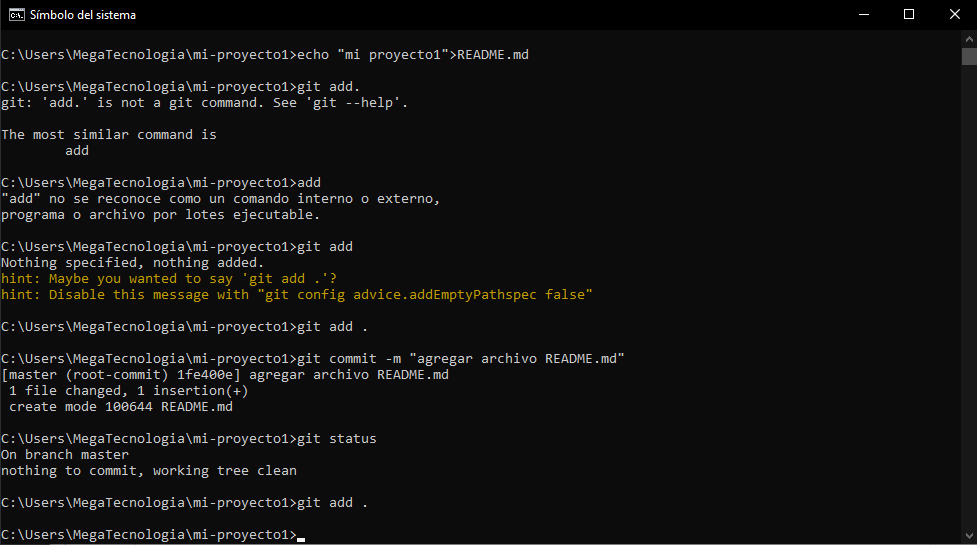 Símbolo del sistema
C:\Users\MegaTecnologia\mi-proyecto1>echo "mi proyecto1">README.md
C:\Users\MegaTecnologia\mi-proyecto1>git add.
git: 'add.' is not a git command. See 'git --help'.
The most similar command is
        add
C:\Users\MegaTecnologia\mi-proyecto1>add
"add" no se reconoce como un comando interno o externo,
programa o archivo por lotes ejecutable.
C:\Users\MegaTecnologia\mi-proyecto1>git add
Nothing specified, nothing added.
hint: Maybe you wanted to say 'git add .'?
hint: Disable this message with "git config advice.addEmptyPathspec false"
C:\Users\MegaTecnologia\mi-proyecto1>git add .
C:\Users\MegaTecnologia\mi-proyecto1>git commit -m "agregar archivo README.md"
[master (root-commit) 1fe400e] agregar archivo README.md
 1 file changed, 1 insertion(+)
 create mode 100644 README.md
C:\Users\MegaTecnologia\mi-proyecto1>git status
On branch master
nothing to commit, working tree clean
C:\Users\MegaTecnologia\mi-proyecto1>git add .
C:\Users\MegaTecnologia\mi-proyecto1>